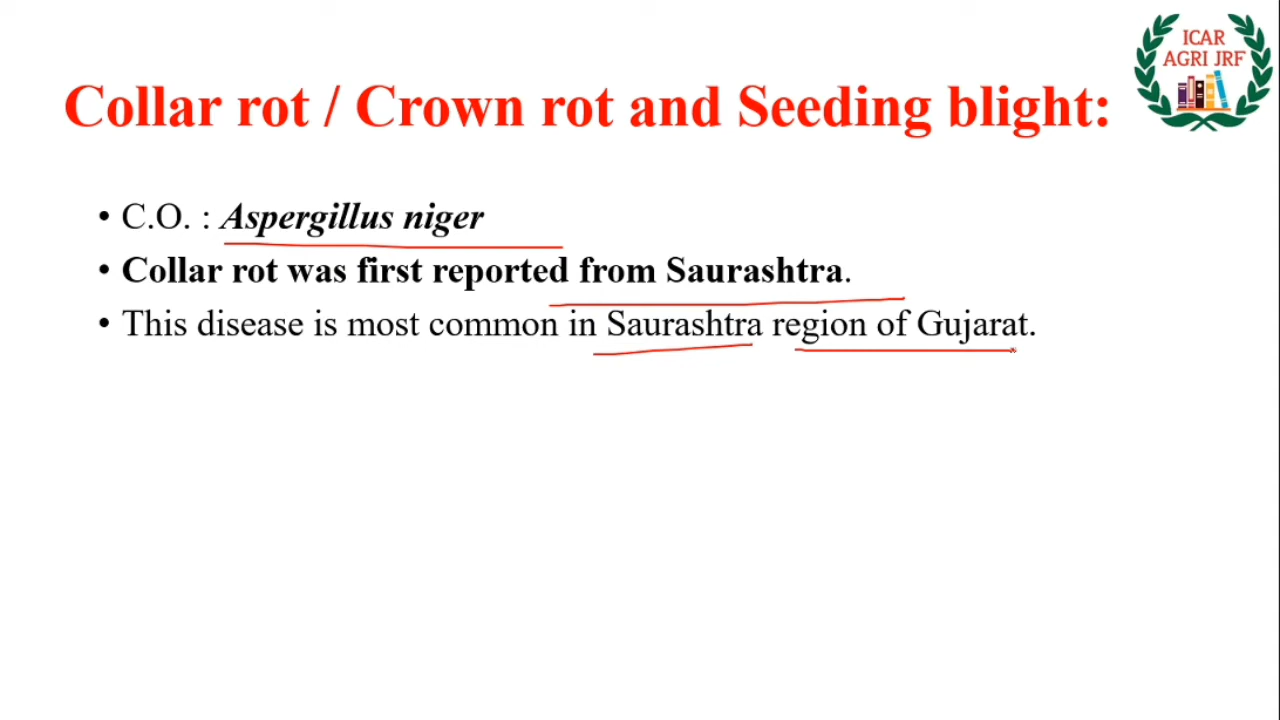 ICAR
AGRI JRF
Collar rot / Crown rot and Seeding blight:
• C.O. : Aspergillus niger
• Collar rot was first reported from Saurashtra.
• This disease is most common in Saurashtra region of Gujarat.